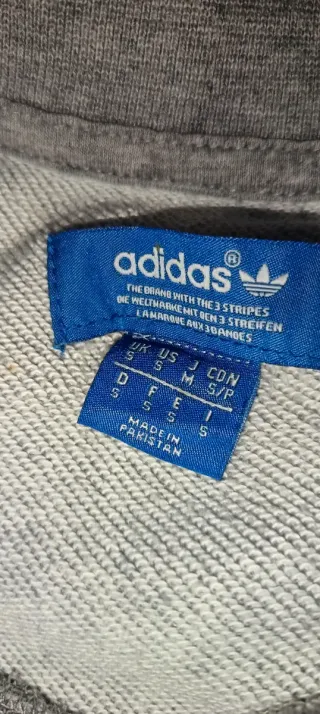 adidas®
THE BRAND WITH THE 3 STRIPES
DIE WELTMARKE MIT DEN 3 STREIFEN
LA MARQUE AUX 3 BANDES
UK US J CDN
S S M S/P
D F E I
S S S S
MADE IN
PAKISTAN